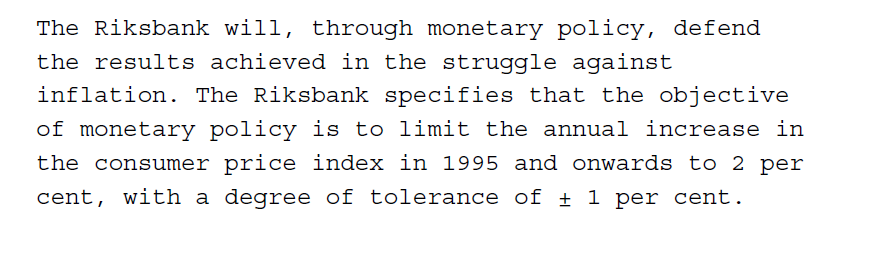 The Riksbank will, through monetary policy, defend
the results achieved in the struggle against
inflation. The Riksbank specifies that the objective
of monetary policy is to limit the annual increase in
the consumer price index in 1995 and onwards to 2 per
cent, with a degree of tolerance of ± 1 per cent.